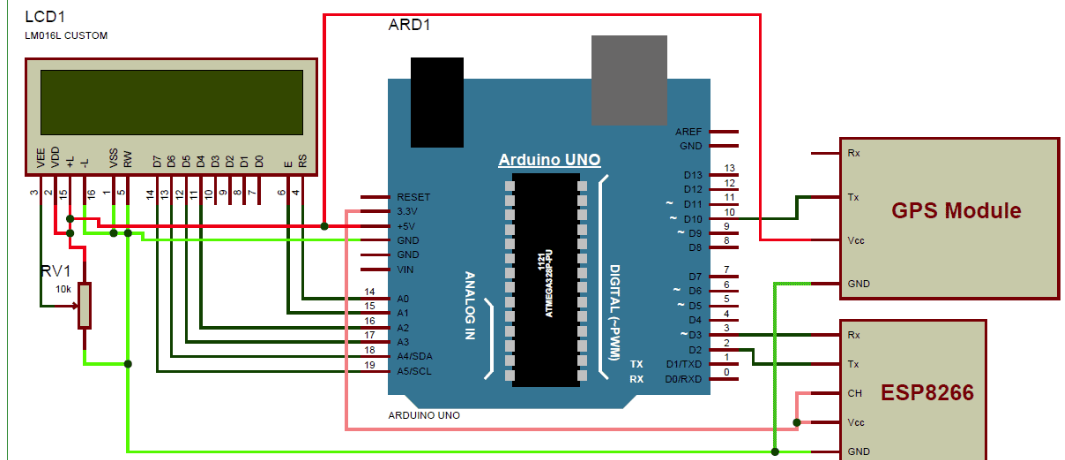 LCD1
LM016L CUSTOM
VEE VDD +L -L VSS RW D7 D6 D5 D4 D3 D2 D1 D0 E RS
3 2 15 16 1 5 14 13 12 11 10 9 8 7 6 4
RV1
10k
ARD1
Arduino UNO
RESET
3.3V
+5V
GND
GND
VIN
14 A0
15 A1
16 A2
17 A3
18 A4/SDA
19 A5/SCL
ANALOG IN
1121
ATMEGA328P-PU
DIGITAL (~PWM)
AREF
GND
D13 13
D12 12
~ D11 11
~ D10 10
~ D9 9
D8 8
D7 7
~ D6 6
~ D5 5
D4 4
~ D3 3
D2 2
TX D1/TXD 1
RX D0/RXD 0
ARDUINO UNO
Rx
Tx
Vcc
GND
GPS Module
Rx
Tx
CH
Vcc
GND
ESP8266